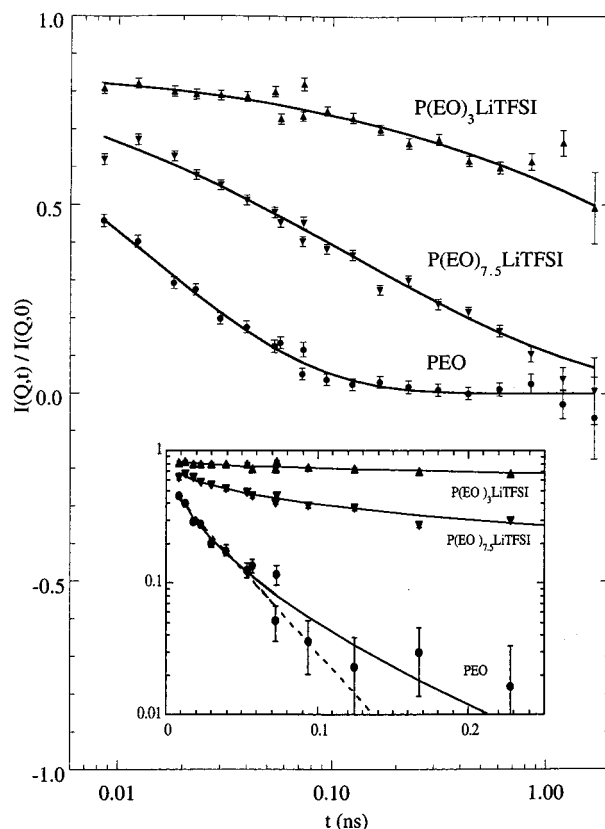 1.0
P(EO)3LiTFSI
0.5
P(EO)7.5LiTFSI
I(Q,t) / I(Q,0)
PEO
0.0
1
P(EO)3LiTFSI
P(EO)7.5LiTFSI
0.1
-0.5
PEO
0.01
0 0.1 0.2
-1.0
0.01 0.10 1.00
t (ns)